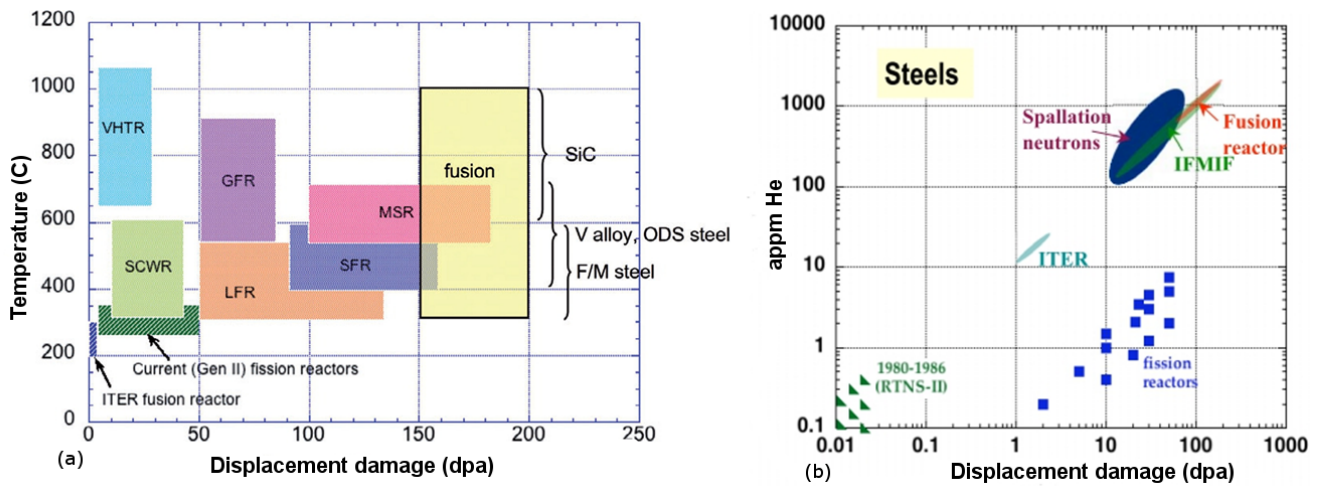 1200
1000
800
600
400
200
0
Temperature (C)
VHTR
GFR
fusion
SiC
MSR
V alloy, ODS steel
SCWR
SFR
F/M steel
LFR
Current (Gen II) fission reactors
ITER fusion reactor
0 50 100 150 200 250
(a)
Displacement damage (dpa)
10000
1000
100
10
1
0.1
appm He
Steels
Spallation
neutrons
Fusion
reactor
IFMIF
ITER
fission
reactors
1980-1986
(RTNS-II)
0.01 0.1 1 10 100 1000
(b)
Displacement damage (dpa)